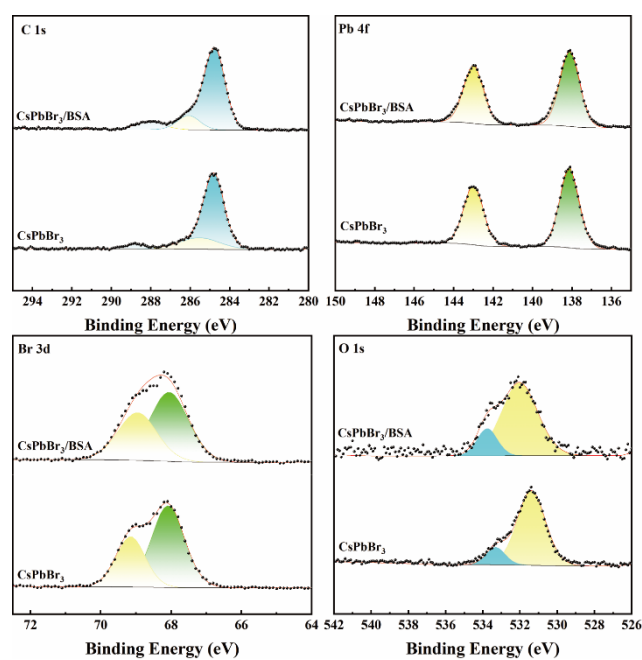 C 1s
CsPbBr₃/BSA
CsPbBr₃
294 292 290 288 286 284 282 280
Binding Energy (eV)
Pb 4f
CsPbBr₃/BSA
CsPbBr₃
150 148 146 144 142 140 138 136
Binding Energy (eV)
Br 3d
CsPbBr₃/BSA
CsPbBr₃
72 70 68 66 64
Binding Energy (eV)
O 1s
CsPbBr₃/BSA
CsPbBr₃
542 540 538 536 534 532 530 528 526
Binding Energy (eV)